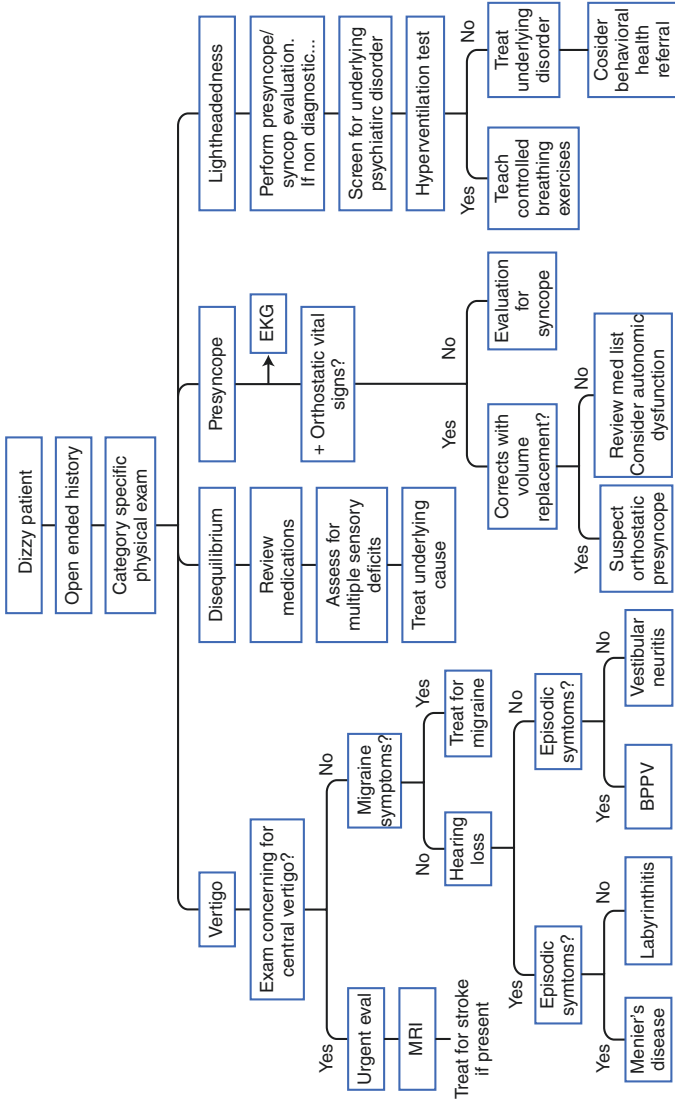 Dizzy patient
Open ended history
Category specific
physical exam
Vertigo
Exam concerning for
central vertigo?
Yes
Urgent eval
MRI
Treat for stroke
if present
No
Migraine
symptoms?
No
Hearing
loss
Yes
Treat for
migraine
Yes
Episodic
symtoms?
Yes
Menier's
disease
No
Labyrinthitis
No
Episodic
symtoms?
Yes
BPPV
No
Vestibular
neuritis
Disequilibrium
Review
medications
Assess for
multiple sensory
deficits
Treat underlying
cause
Presyncope
EKG
+ Orthostatic vital
signs?
Yes
Corrects with
volume
replacement?
Yes
Suspect
orthostatic
presyncope
No
Review med list
Consider autonomic
dysfunction
No
Evaluation
for
syncope
Lightheadedness
Perform presyncope/
syncop evaluation.
If non diagnostic...
Screen for underlying
psychiatirc disorder
Hyperventilation test
Yes
Teach
controlled
breathing
exercises
No
Treat
underlying
disorder
Cosider
behavioral
health
referral